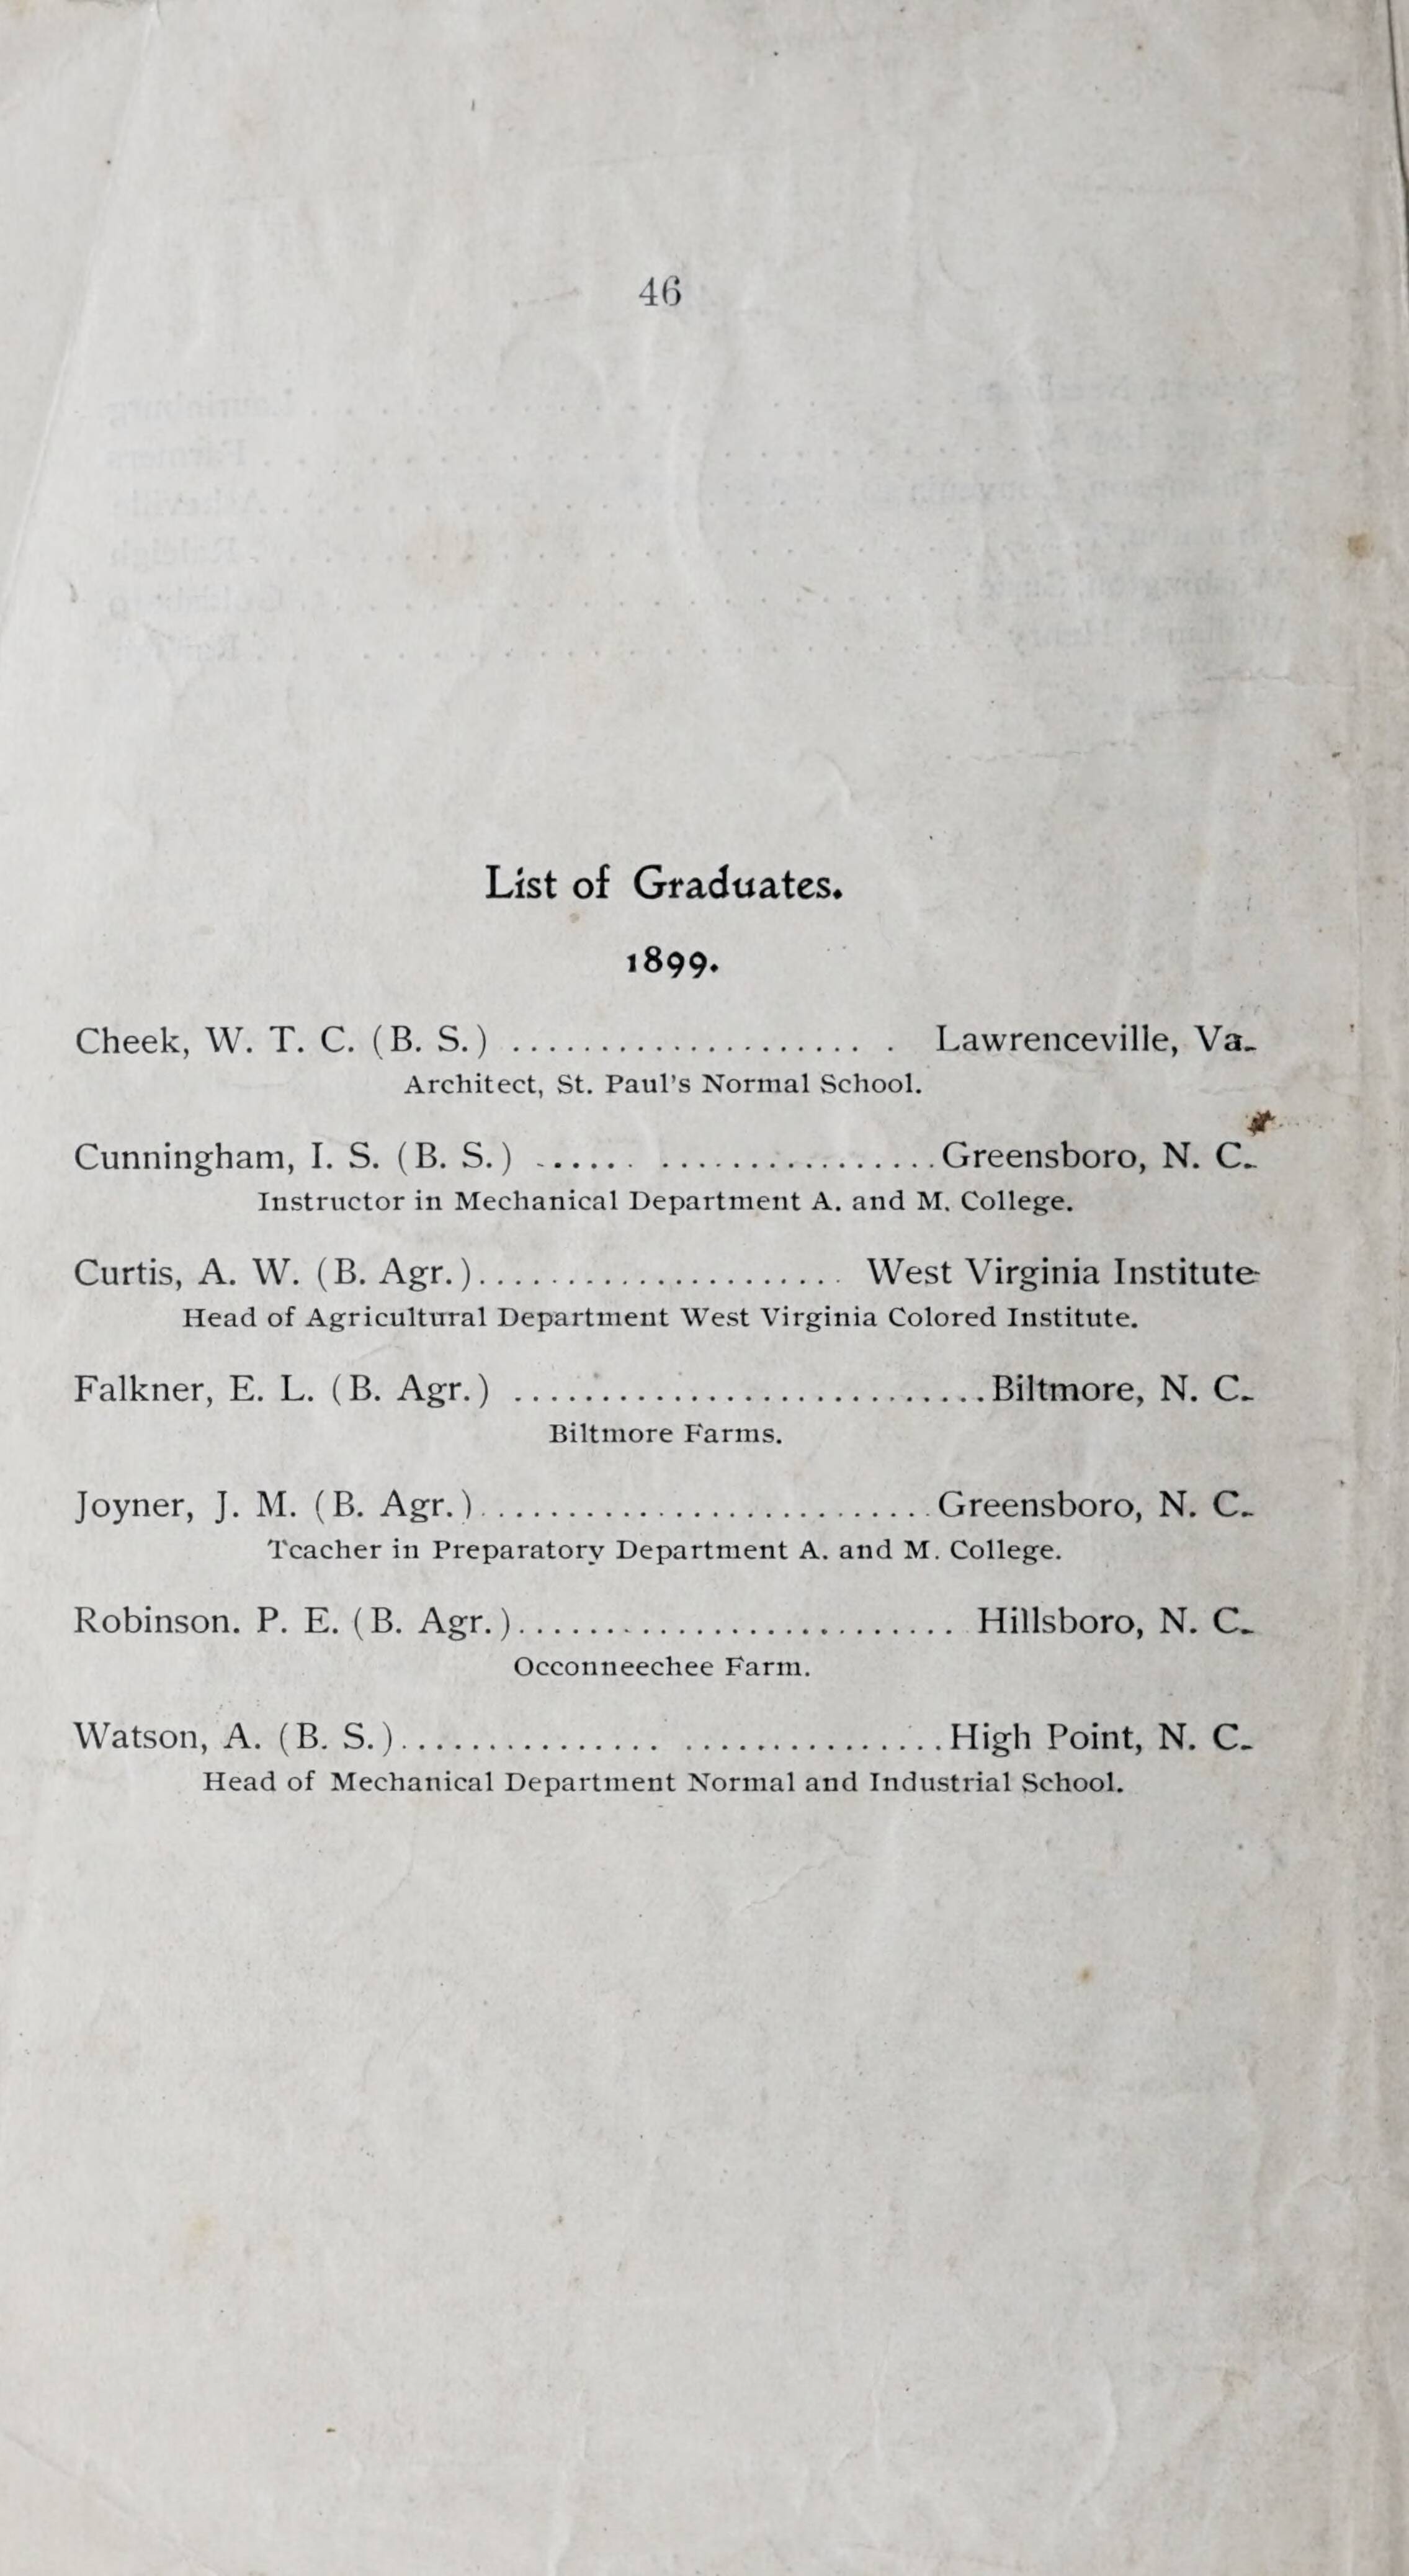 46
List of Graduates.
1899.
Cheek, W. T. C. (B. S.) ..................... . Lawrenceville, Va.
Architect, St. Paul's Normal School.
Cunningham, I. S. (B. S.) ...... ................Greensboro, N. C.
Instructor in Mechanical Department A. and M. College.
Curtis, A. W. (B. Agr.)..................... West Virginia Institute
Head of Agricultural Department West Virginia Colored Institute.
Falkner, E. L. (B. Agr.) ...........................Biltmore, N. C.
Biltmore Farms.
Joyner, J. M. (B. Agr.)..........................Greensboro, N. C.
Tcacher in Preparatory Department A. and M. College.
Robinson. P. E. (B. Agr.)......................... Hillsboro, N. C.
Occonneechee Farm.
Watson, A. (B. S.)............... ...............High Point, N. C.
Head of Mechanical Department Normal and Industrial School.